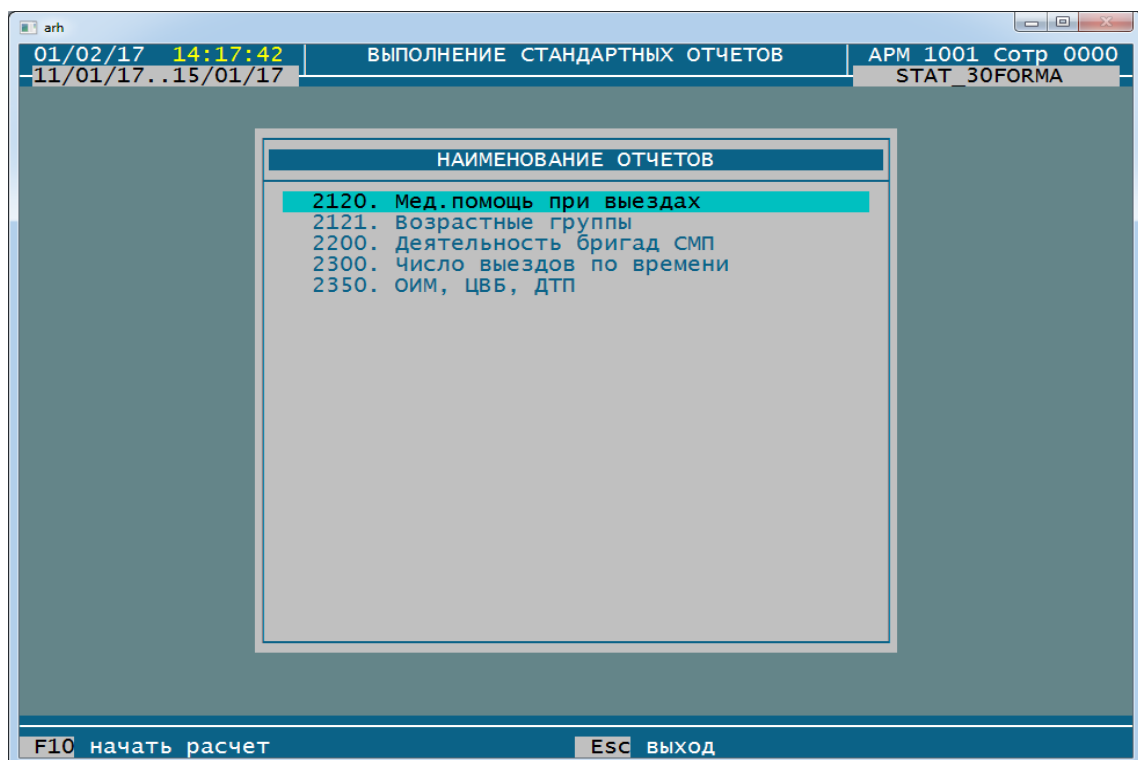 arh
01/02/17 14:17:42 ВЫПОЛНЕНИЕ СТАНДАРТНЫХ ОТЧЕТОВ АРМ 1001 Сотр 0000
11/01/17..15/01/17 STAT_30FORMA
НАИМЕНОВАНИЕ ОТЧЕТОВ
2120. Мед.помощь при выездах
2121. Возрастные группы
2200. Деятельность бригад СМП
2300. Число выездов по времени
2350. ОИМ, ЦВБ, ДТП
F10 начать расчет Esc выход